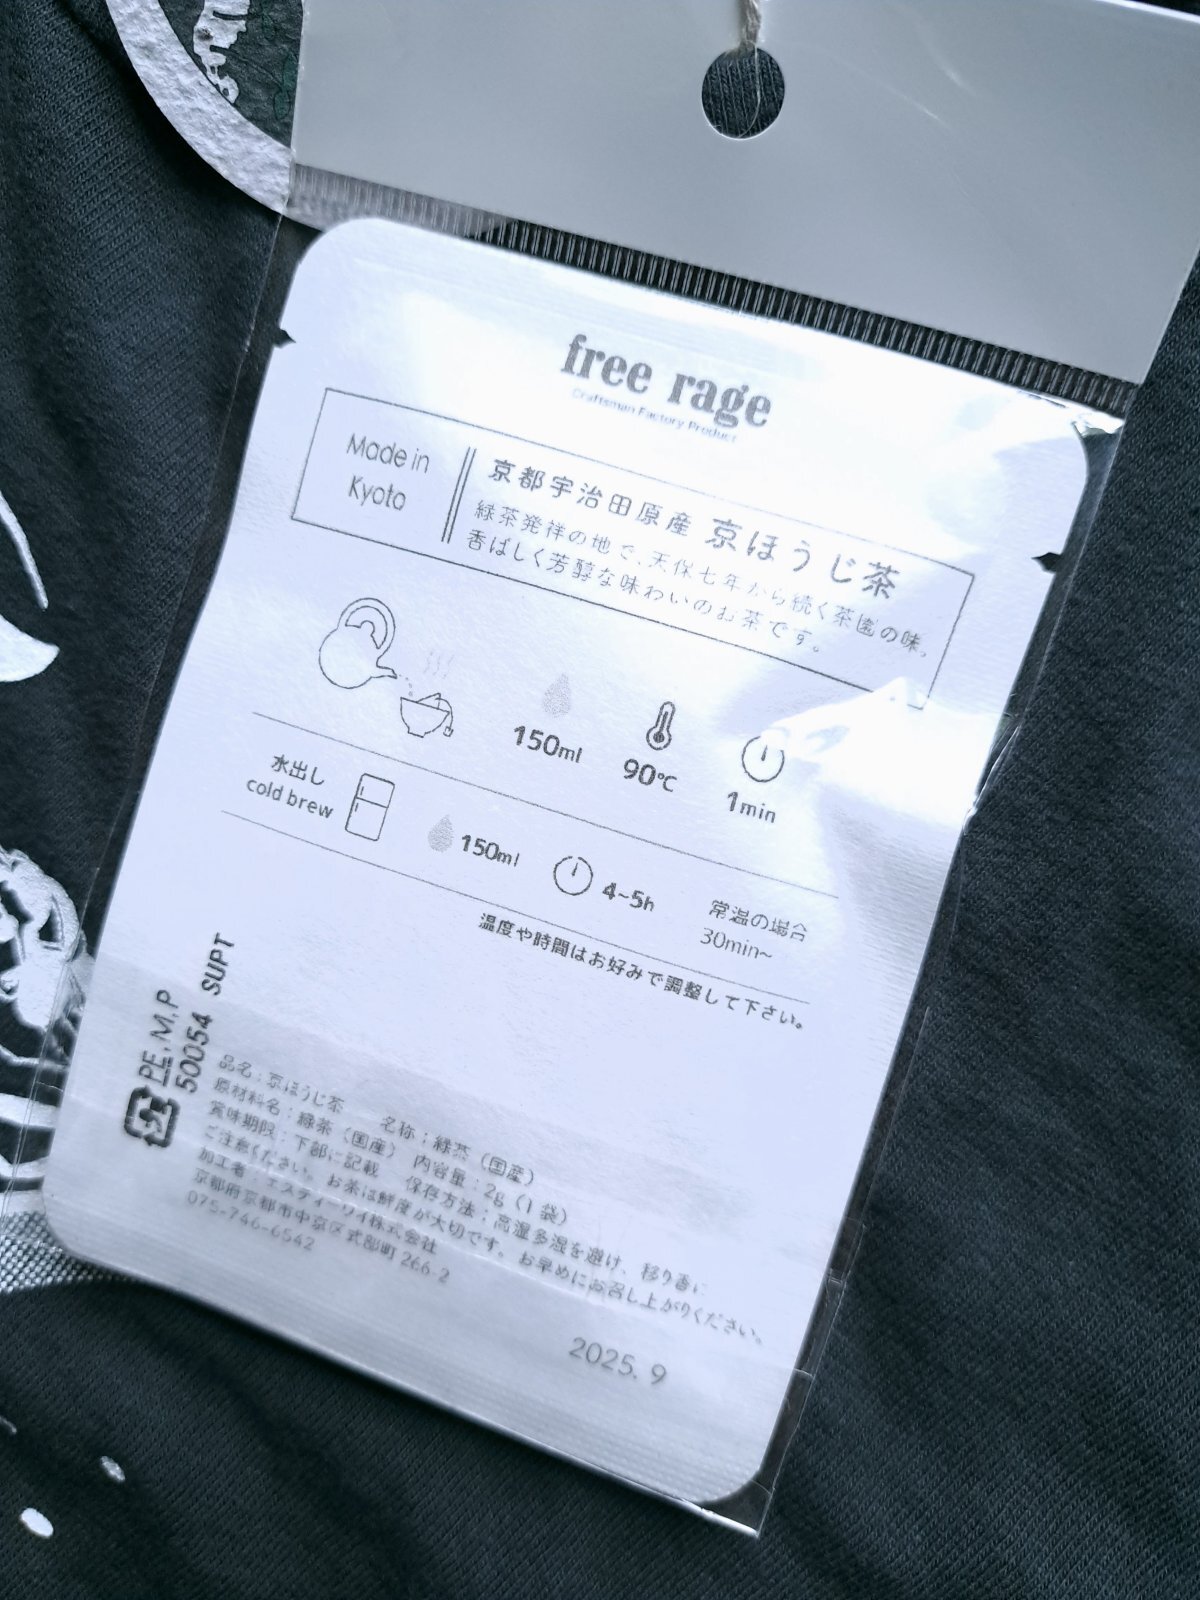 free rage
Craftsman Factory Product
Made in
Kyoto
京都宇治田原産 京ほうじ茶
緑茶発祥の地で、天保七年から続く茶園の味。
香ばしく芳醇な味わいのお茶です。
150ml
90℃
1min
水出し
cold brew
150ml
4~5h
常温の場合
30min~
温度や時間はお好みで調整して下さい。
PE,M,P
50054 SUPT
品名：京ほうじ茶 名称：緑茶（国産）
原材料名：緑茶（国産） 内容量：2g（1袋）
賞味期限：下部に記載 保存方法：高湿多湿を避け、移り香に
ご注意ください。お茶は鮮度が大切です。お早めにお召し上がりください。
加工者：エスティーワイ株式会社
京都府京都市中京区式部町 266-2
075-746-6542
2025. 9